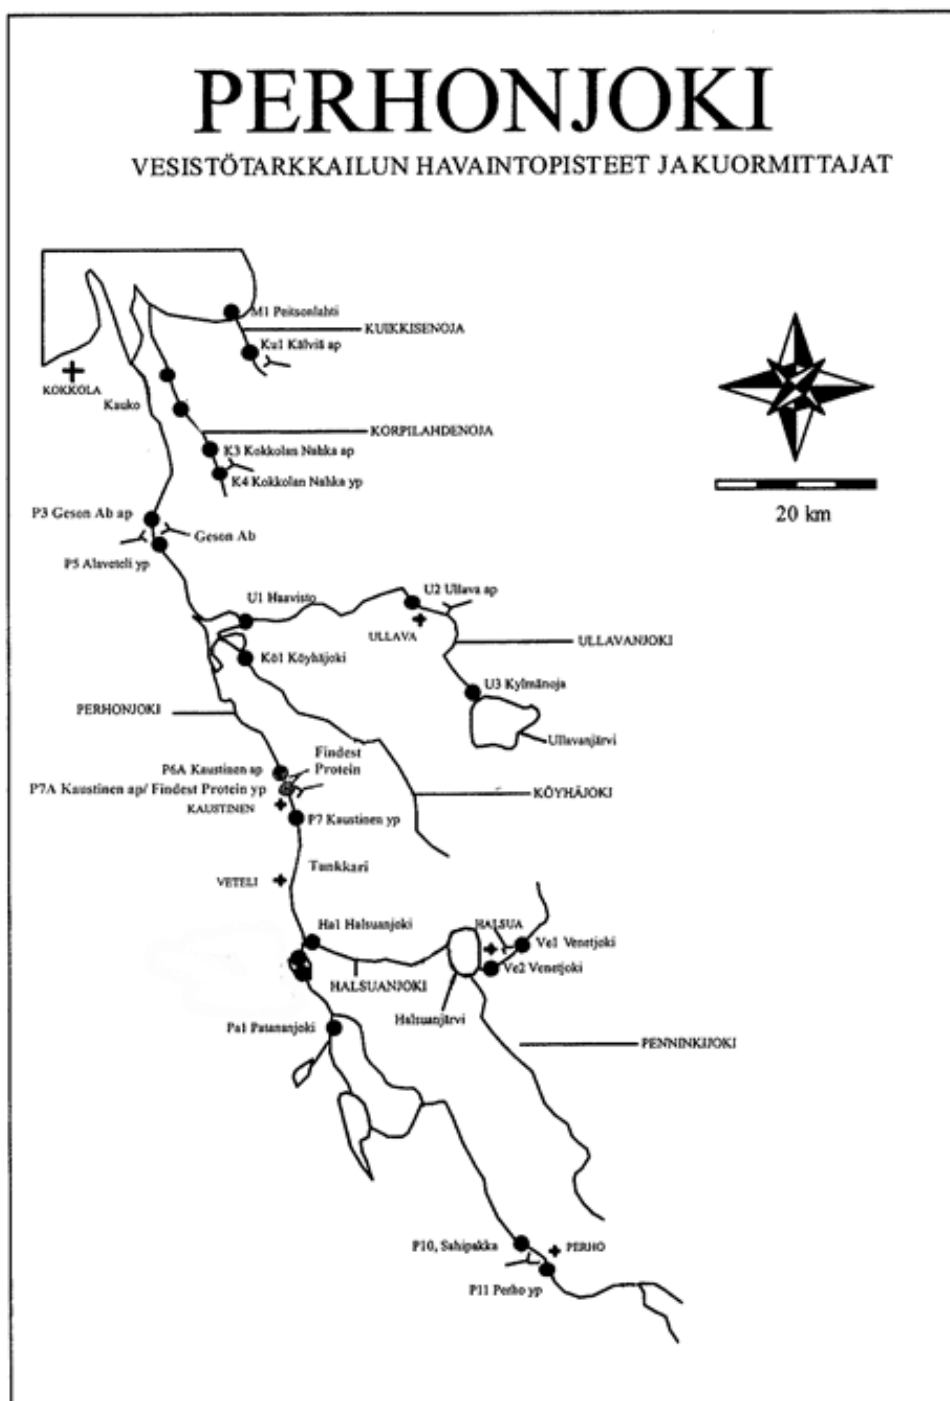 PERHONJOKI
VESISTÖTARKKAILUN HAVAINTOPISTEET JA KUORMITTAJAT
M1 Peitsonlahti
KUIKKISENOJA
Ku1 Kälviä ap
KOKKOLA
Kauko
KORPILAHDENOJA
K3 Kokkolan Nahka ap
K4 Kokkolan Nahka yp
20 km
P3 Geson Ab ap
Geson Ab
P5 Alaveteli yp
U1 Haavisto
U2 Ullava ap
ULLAVA
ULLAVANJOKI
Kö1 Köyhäjoki
U3 Kylmänoja
PERHONJOKI
Ullavanjärvi
Findest
Protein
P6A Kaustinen ap
P7A Kaustinen ap/ Findest Protein yp
KÖYHÄJOKI
KAUSTINEN
P7 Kaustinen yp
Tunkkari
VETELI
Ha1 Halsuanjoki
HALSUA
Ve1 Venetjoki
Ve2 Venetjoki
HALSUANJOKI
Halsuanjärvi
Pa1 Patananjoki
PENNINKIJOKI
P10, Sahipakka
PERHO
P11 Perho yp